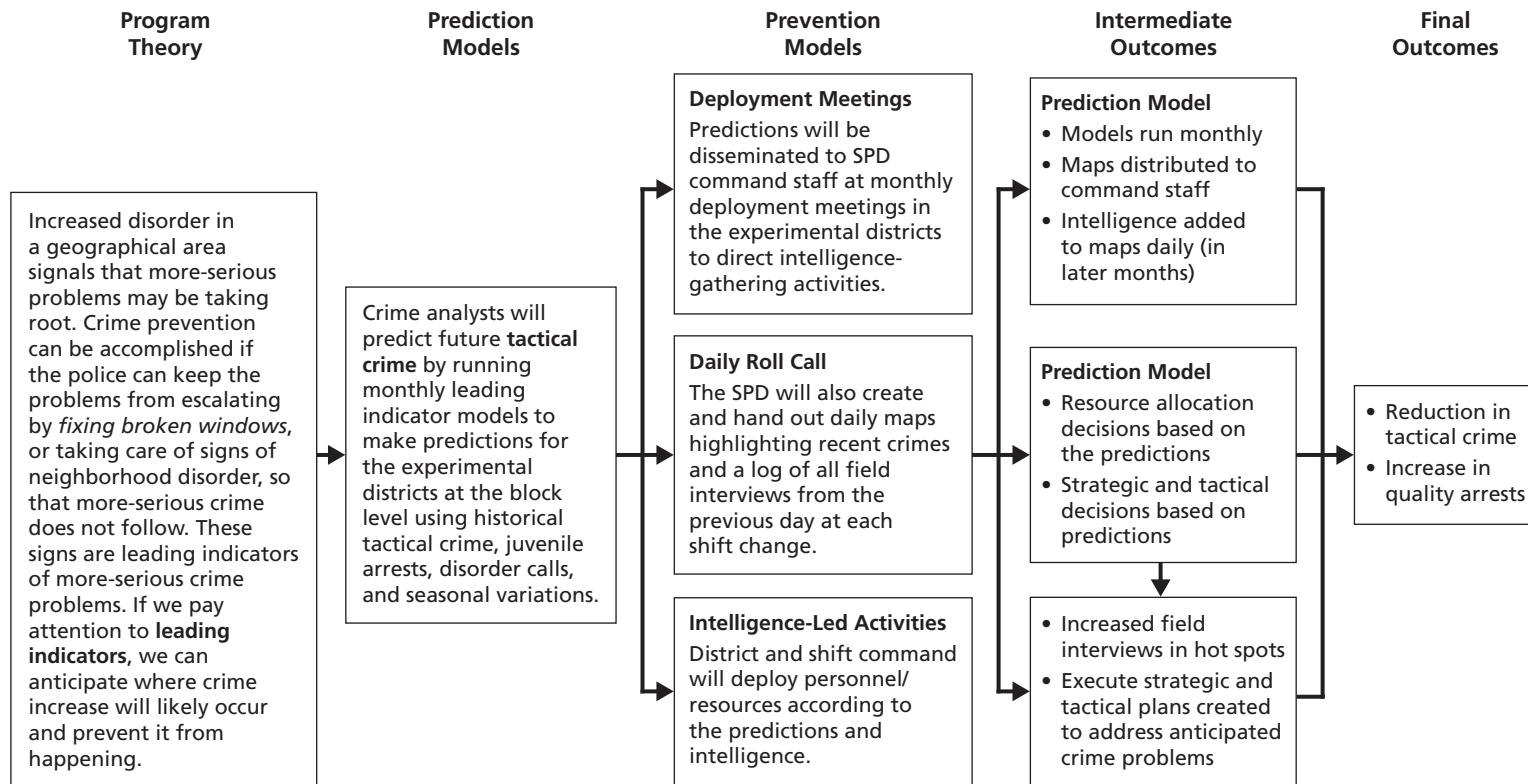 Program
Theory
Prediction
Models
Prevention
Models
Intermediate
Outcomes
Final
Outcomes
Increased disorder in
a geographical area
signals that more-serious
problems may be taking
root. Crime prevention
can be accomplished if
the police can keep the
problems from escalating
by fixing broken windows,
or taking care of signs of
neighborhood disorder, so
that more-serious crime
does not follow. These
signs are leading indicators
of more-serious crime
problems. If we pay
attention to leading
indicators, we can
anticipate where crime
increase will likely occur
and prevent it from
happening.
Crime analysts will
predict future tactical
crime by running
monthly leading
indicator models to
make predictions for
the experimental
districts at the block
level using historical
tactical crime, juvenile
arrests, disorder calls,
and seasonal variations.
Deployment Meetings
Predictions will be
disseminated to SPD
command staff at monthly
deployment meetings in
the experimental districts
to direct intelligence-
gathering activities.
Daily Roll Call
The SPD will also create
and hand out daily maps
highlighting recent crimes
and a log of all field
interviews from the
previous day at each
shift change.
Intelligence-Led Activities
District and shift command
will deploy personnel/
resources according to
the predictions and
intelligence.
Prediction Model
• Models run monthly
• Maps distributed to
command staff
• Intelligence added
to maps daily (in
later months)
Prediction Model
• Resource allocation
decisions based on
the predictions
• Strategic and tactical
decisions based on
predictions
• Increased field
interviews in hot spots
• Execute strategic and
tactical plans created
to address anticipated
crime problems
• Reduction in
tactical crime
• Increase in
quality arrests